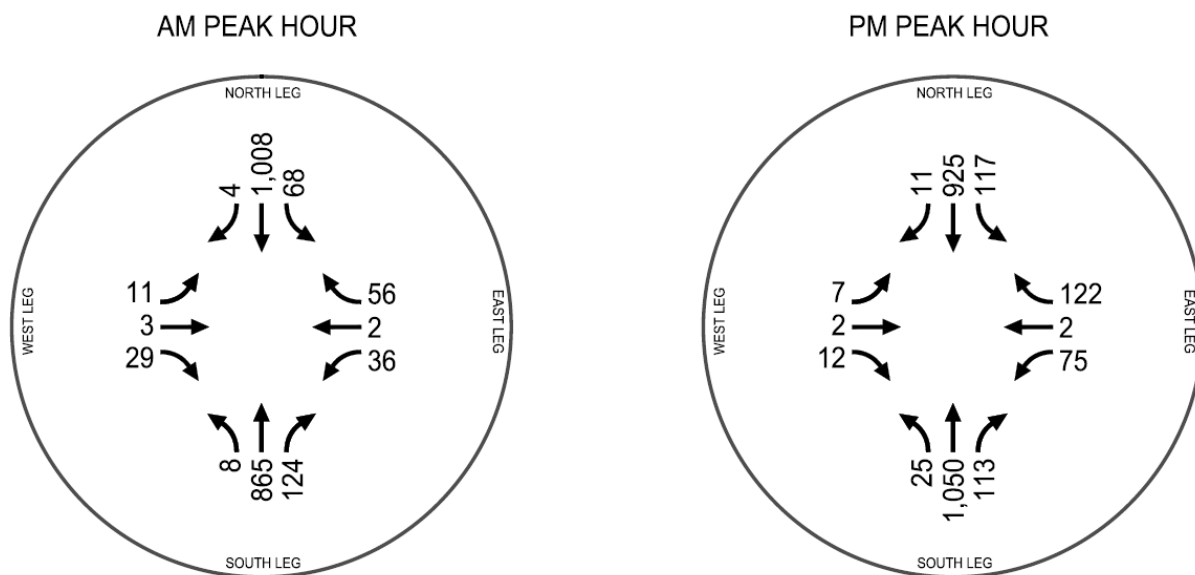 AM PEAK HOUR
NORTH LEG
4
1,008
68
11
3
29
56
2
36
WEST LEG
EAST LEG
8
865
124
SOUTH LEG
PM PEAK HOUR
NORTH LEG
11
925
117
7
2
12
122
2
75
WEST LEG
EAST LEG
25
1,050
113
SOUTH LEG